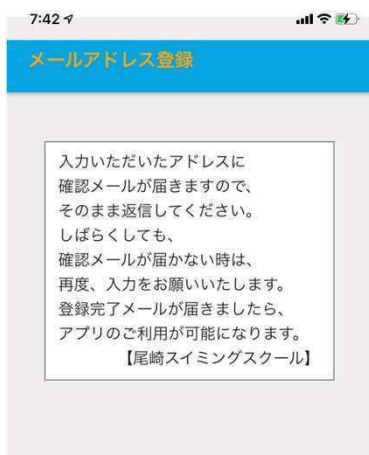 7:42
メールアドレス登録
入力いただいたアドレスに
確認メールが届きますので、
そのまま返信してください。
しばらくしても、
確認メールが届かない時は、
再度、入力をお願いいたします。
登録完了メールが届きましたら、
アプリのご利用が可能になります。
【尾崎スイミングスクール】